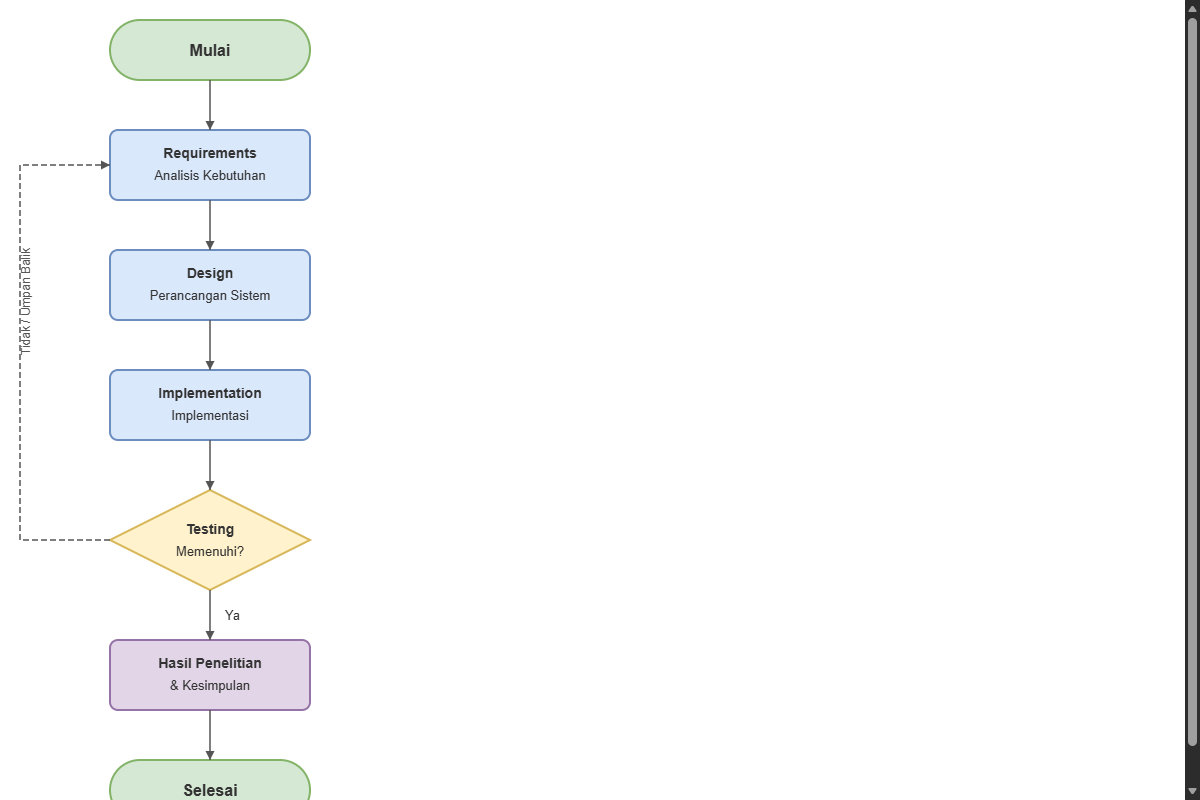 Mulai
Requirements
Analisis Kebutuhan
Design
Perancangan Sistem
Tidak / Umpan Balik
Implementation
Implementasi
Testing
Memenuhi?
Ya
Hasil Penelitian
& Kesimpulan
Selesai